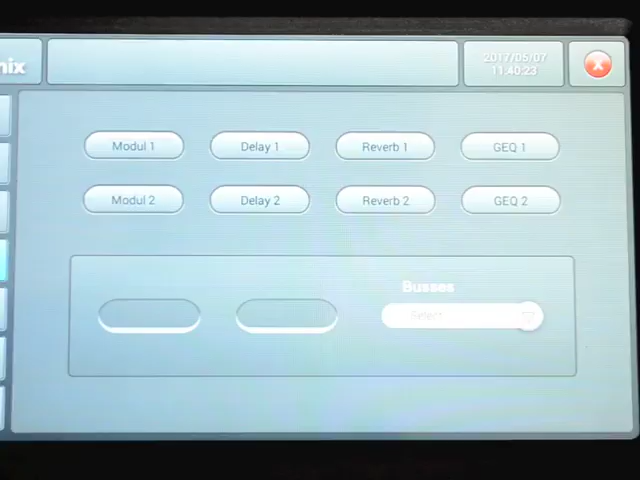 nix
2017/05/07
11:40:23
Modul 1 Delay 1 Reverb 1 GEQ 1
Modul 2 Delay 2 Reverb 2 GEQ 2
Busses
Select